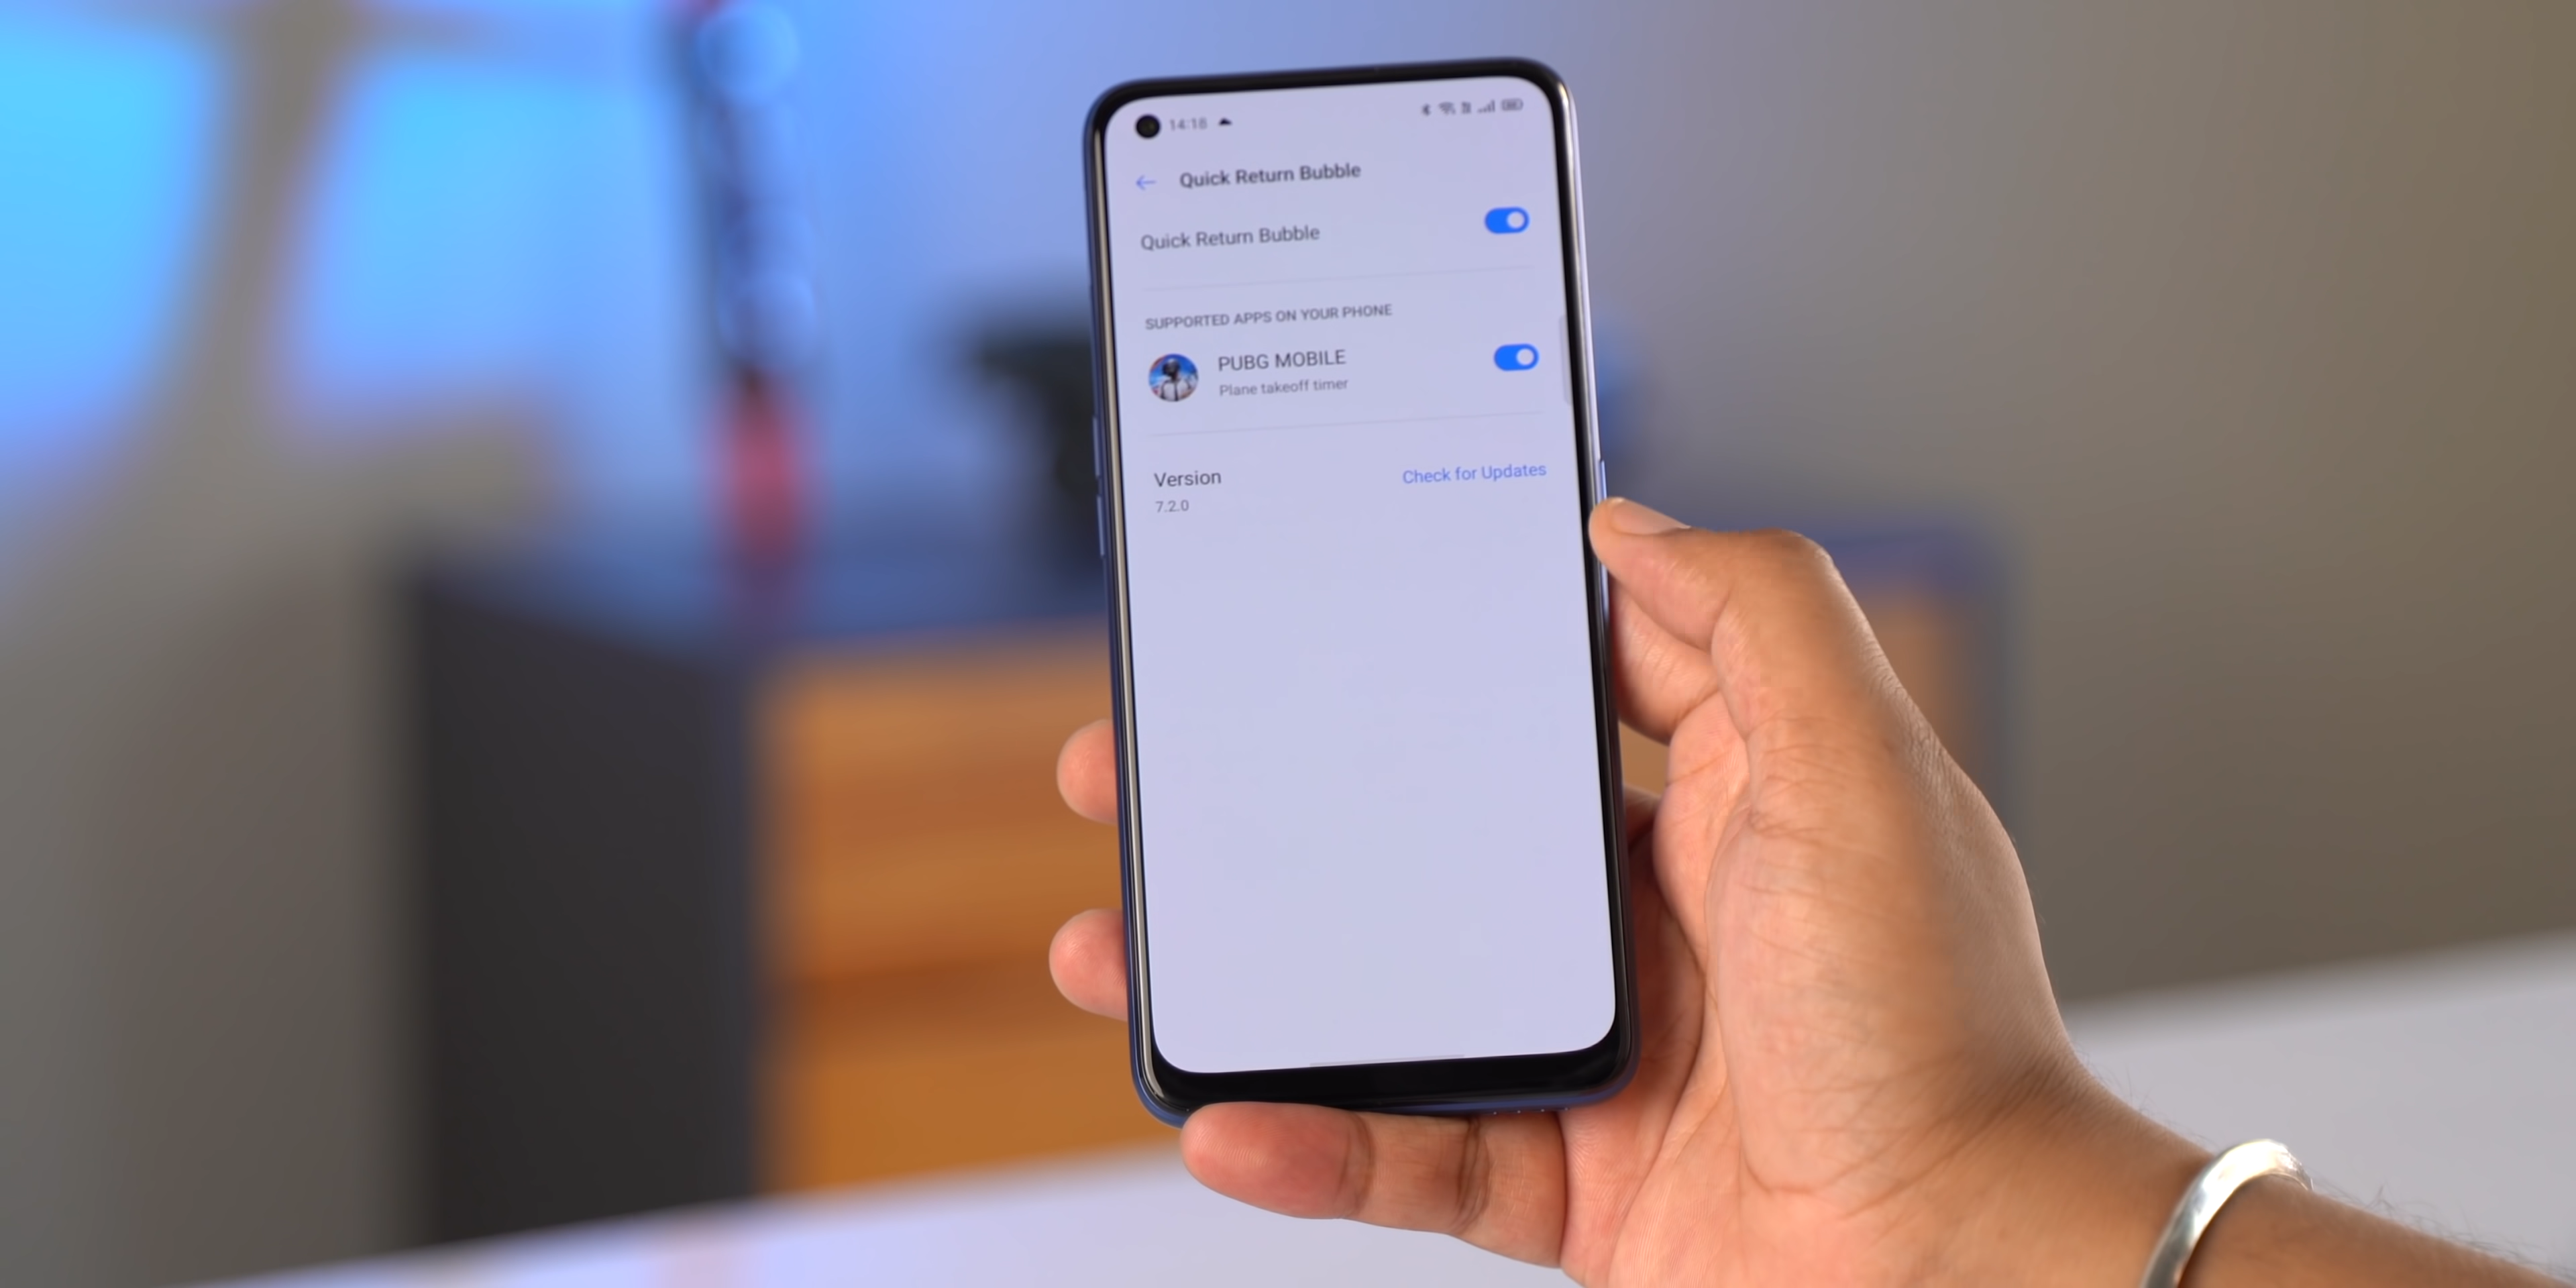 14:18
Quick Return Bubble
Quick Return Bubble
SUPPORTED APPS ON YOUR PHONE
PUBG MOBILE
Plane takeoff timer
Version
Check for Updates
7.2.0